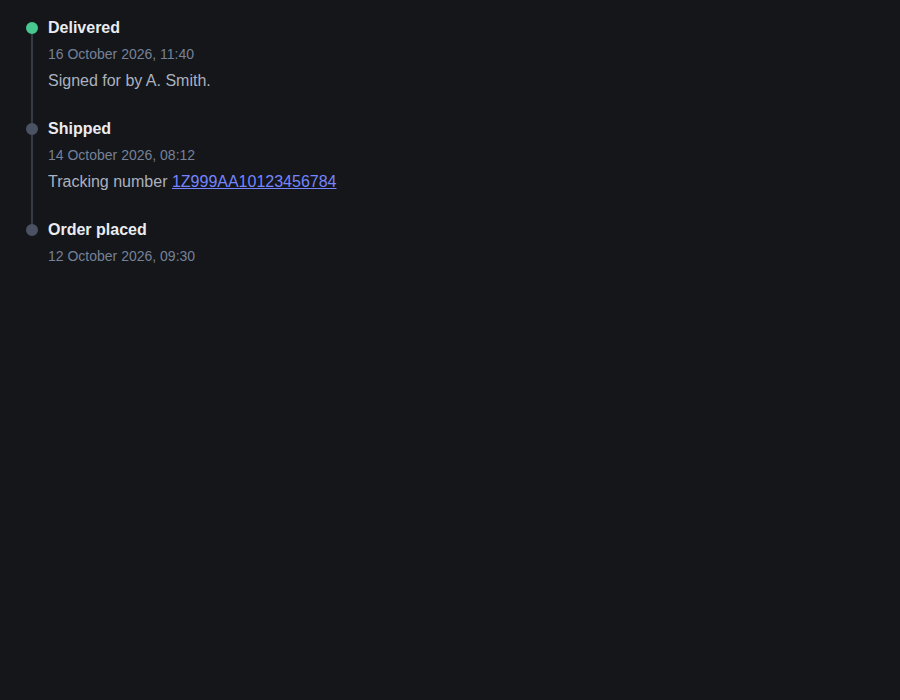 Delivered
16 October 2026, 11:40
Signed for by A. Smith.
Shipped
14 October 2026, 08:12
Tracking number 1Z999AA10123456784
Order placed
12 October 2026, 09:30